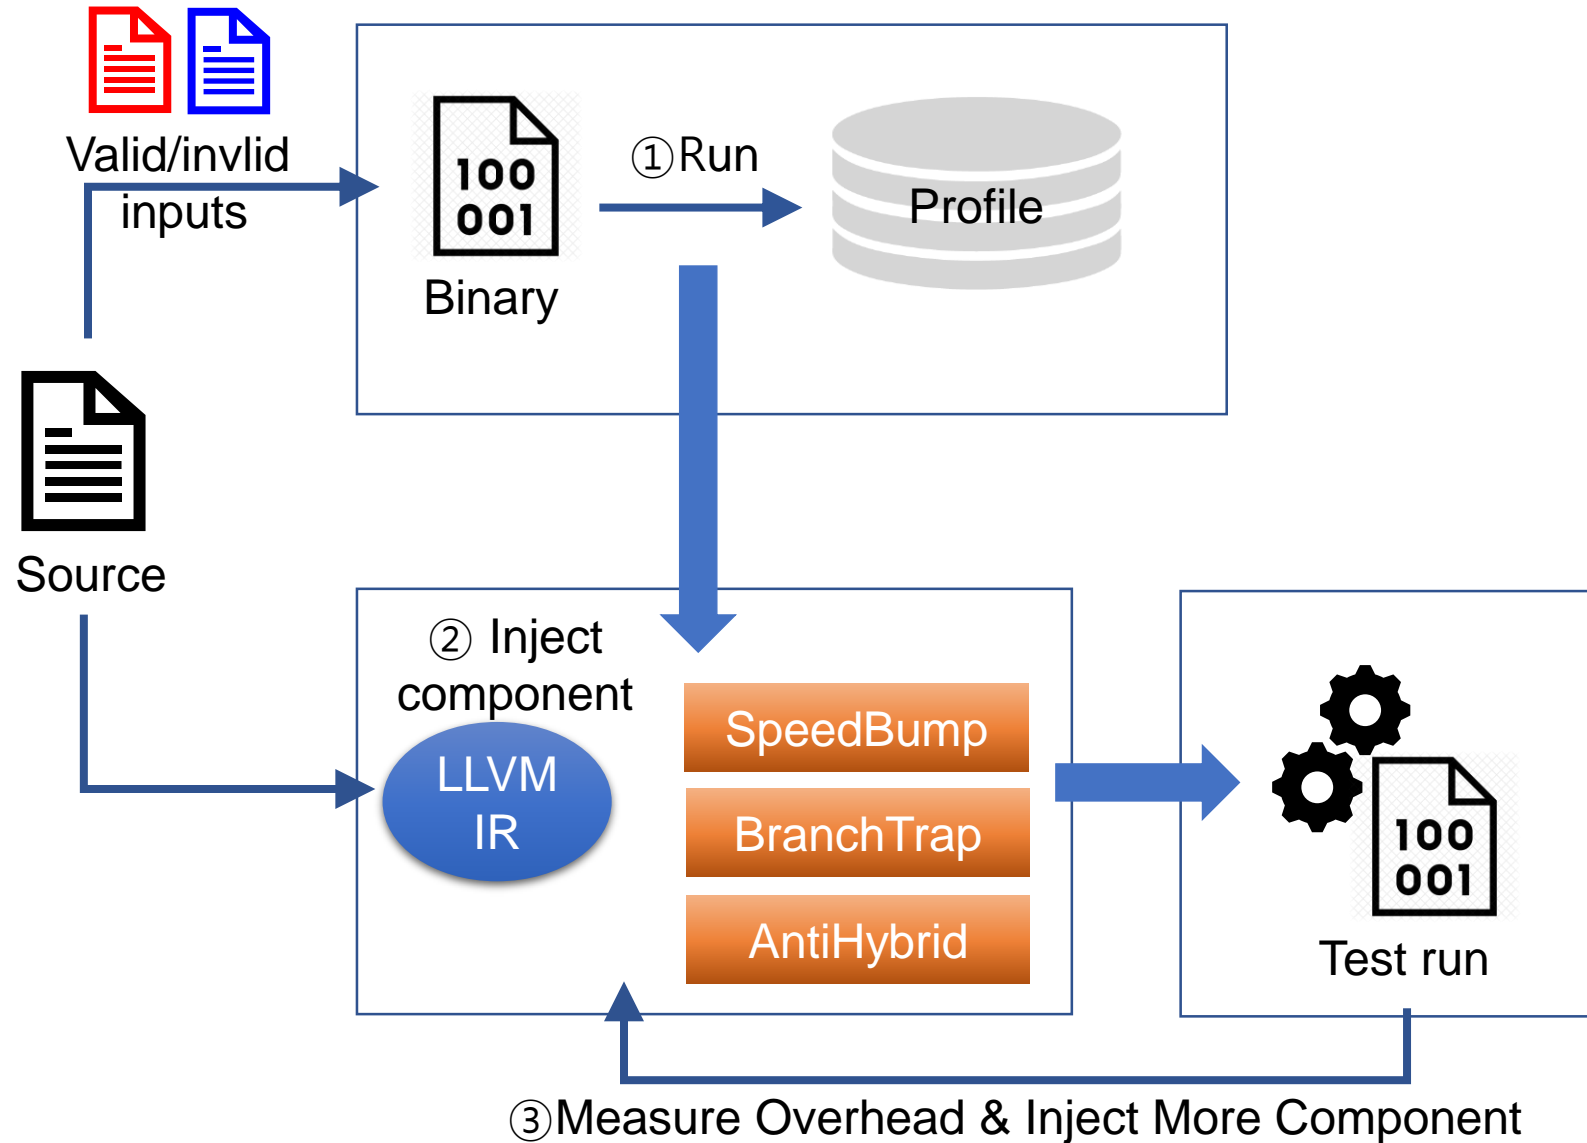 Valid/invlid
inputs
100
001
Binary
①Run
Profile
Source
② Inject
component
LLVM
IR
SpeedBump
BranchTrap
AntiHybrid
100
001
Test run
③Measure Overhead & Inject More Component